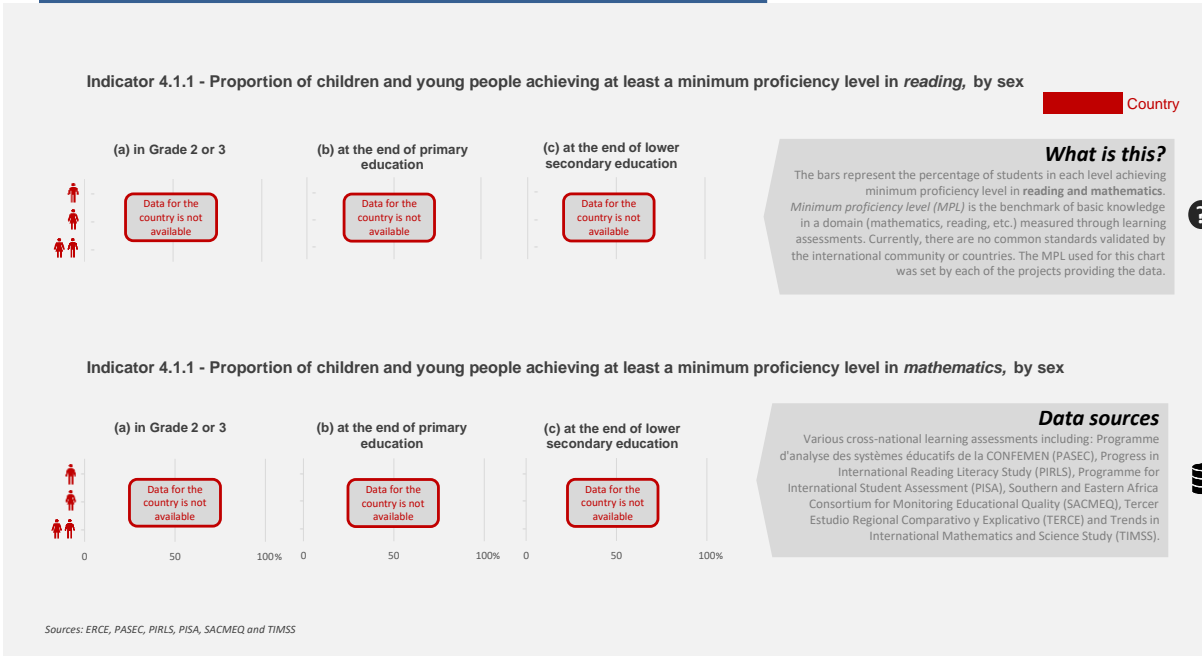 Indicator 4.1.1 - Proportion of children and young people achieving at least a minimum proficiency level in reading, by sex
Country
(a) in Grade 2 or 3
(b) at the end of primary
education
(c) at the end of lower
secondary education
Data for the
country is not
available
Data for the
country is not
available
Data for the
country is not
available
What is this?
The bars represent the percentage of students in each level achieving
minimum proficiency level in reading and mathematics.
Minimum proficiency level (MPL) is the benchmark of basic knowledge
in a domain (mathematics, reading, etc.) measured through learning
assessments. Currently, there are no common standards validated by
the international community or countries. The MPL used for this chart
was set by each of the projects providing the data.
?
Indicator 4.1.1 - Proportion of children and young people achieving at least a minimum proficiency level in mathematics, by sex
(a) in Grade 2 or 3
(b) at the end of primary
education
(c) at the end of lower
secondary education
Data for the
country is not
available
Data for the
country is not
available
Data for the
country is not
available
0 50 100% 0 50 100% 0 50 100%
Data sources
Various cross-national learning assessments including: Programme
d'analyse des systèmes éducatifs de la CONFEMEN (PASEC), Progress in
International Reading Literacy Study (PIRLS), Programme for
International Student Assessment (PISA), Southern and Eastern Africa
Consortium for Monitoring Educational Quality (SACMEQ), Tercer
Estudio Regional Comparativo y Explicativo (TERCE) and Trends in
International Mathematics and Science Study (TIMSS).
Sources: ERCE, PASEC, PIRLS, PISA, SACMEQ and TIMSS